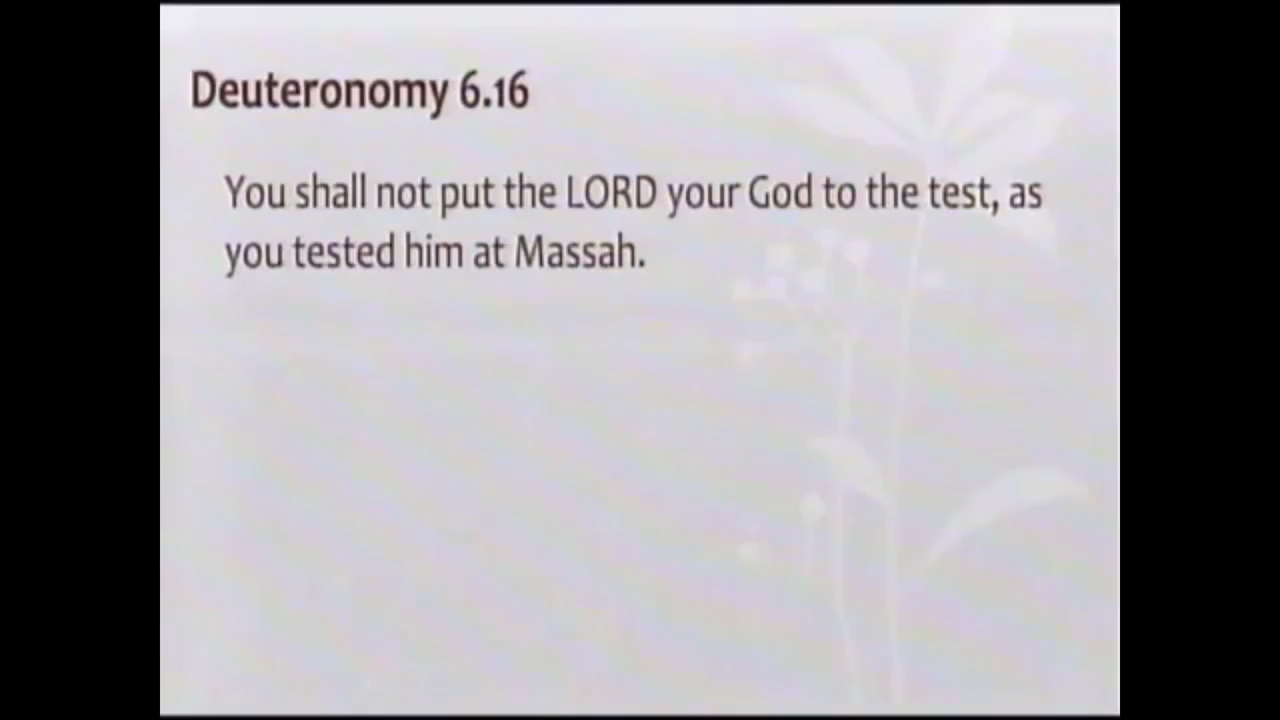 Deuteronomy 6.16
You shall not put the LORD your God to the test, as
you tested him at Massah.